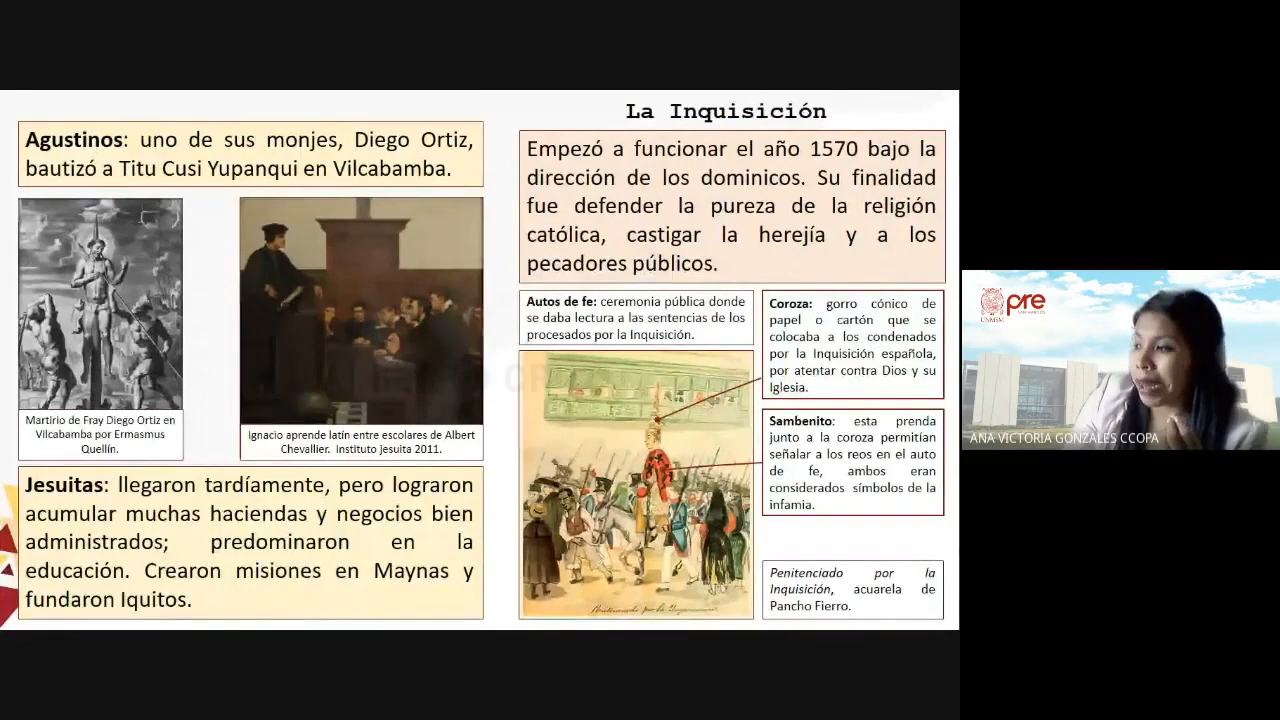 Agustinos: uno de sus monjes, Diego Ortiz,
bautizó a Titu Cusi Yupanqui en Vilcabamba.
Martirio de Fray Diego Ortiz en
Vilcabamba por Ermasmus
Quellín.
Ignacio aprende latín entre escolares de Albert
Chevallier. Instituto jesuita 2011.
Jesuitas: llegaron tardíamente, pero lograron
acumular muchas haciendas y negocios bien
administrados; predominaron en la
educación. Crearon misiones en Maynas y
fundaron Iquitos.
La Inquisición
Empezó a funcionar el año 1570 bajo la
dirección de los dominicos. Su finalidad
fue defender la pureza de la religión
católica, castigar la herejía y a los
pecadores públicos.
Autos de fe: ceremonia pública donde
se daba lectura a las sentencias de los
procesados por la Inquisición.
Coroza: gorro cónico de
papel o cartón que se
colocaba a los condenados
por la Inquisición española,
por atentar contra Dios y su
Iglesia.
Sambenito: esta prenda
junto a la coroza permitían
señalar a los reos en el auto
de fe, ambos eran
considerados símbolos de la
infamia.
Penitenciado por la
Inquisición, acuarela de
Pancho Fierro.
UNMSM
pre
SAN MARCOS
ANA VICTORIA GONZALES CCOPA